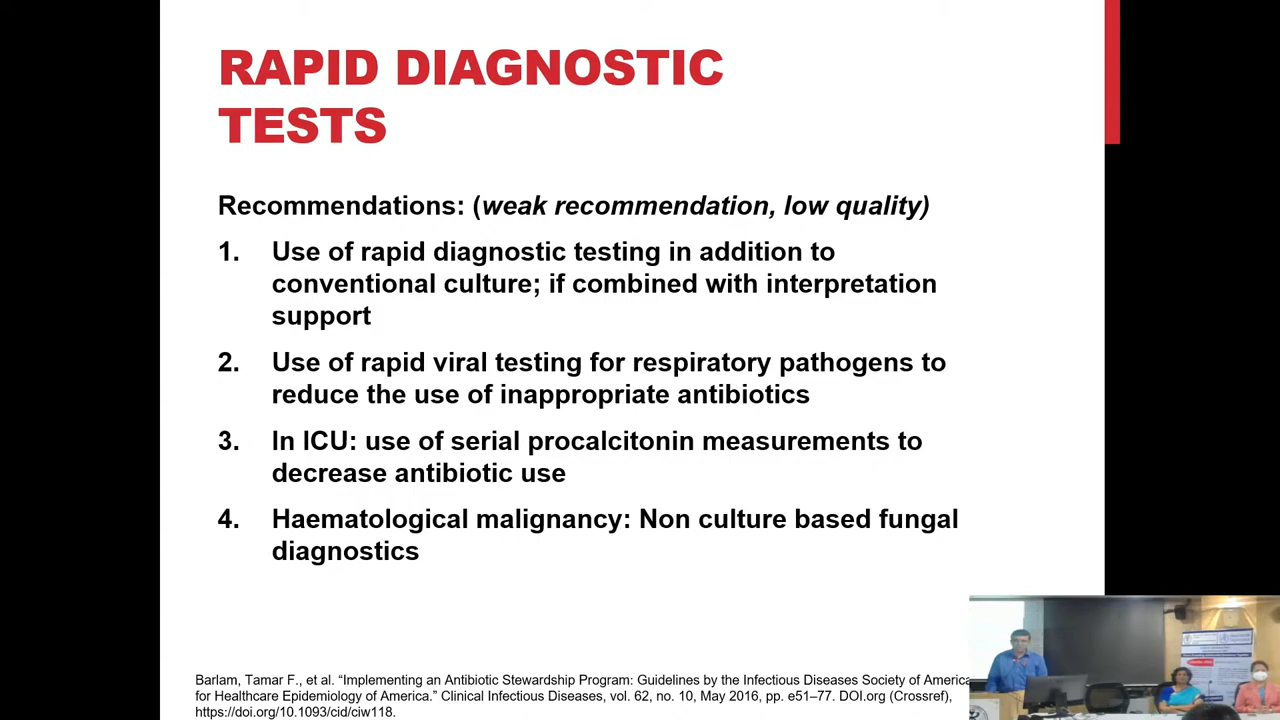 RAPID DIAGNOSTIC
TESTS
Recommendations: (weak recommendation, low quality)
1. Use of rapid diagnostic testing in addition to
conventional culture; if combined with interpretation
support
2. Use of rapid viral testing for respiratory pathogens to
reduce the use of inappropriate antibiotics
3. In ICU: use of serial procalcitonin measurements to
decrease antibiotic use
4. Haematological malignancy: Non culture based fungal
diagnostics
Barlam, Tamar F., et al. “Implementing an Antibiotic Stewardship Program: Guidelines by the Infectious Diseases Society of America
for Healthcare Epidemiology of America.” Clinical Infectious Diseases, vol. 62, no. 10, May 2016, pp. e51–77. DOI.org (Crossref),
https://doi.org/10.1093/cid/ciw118.